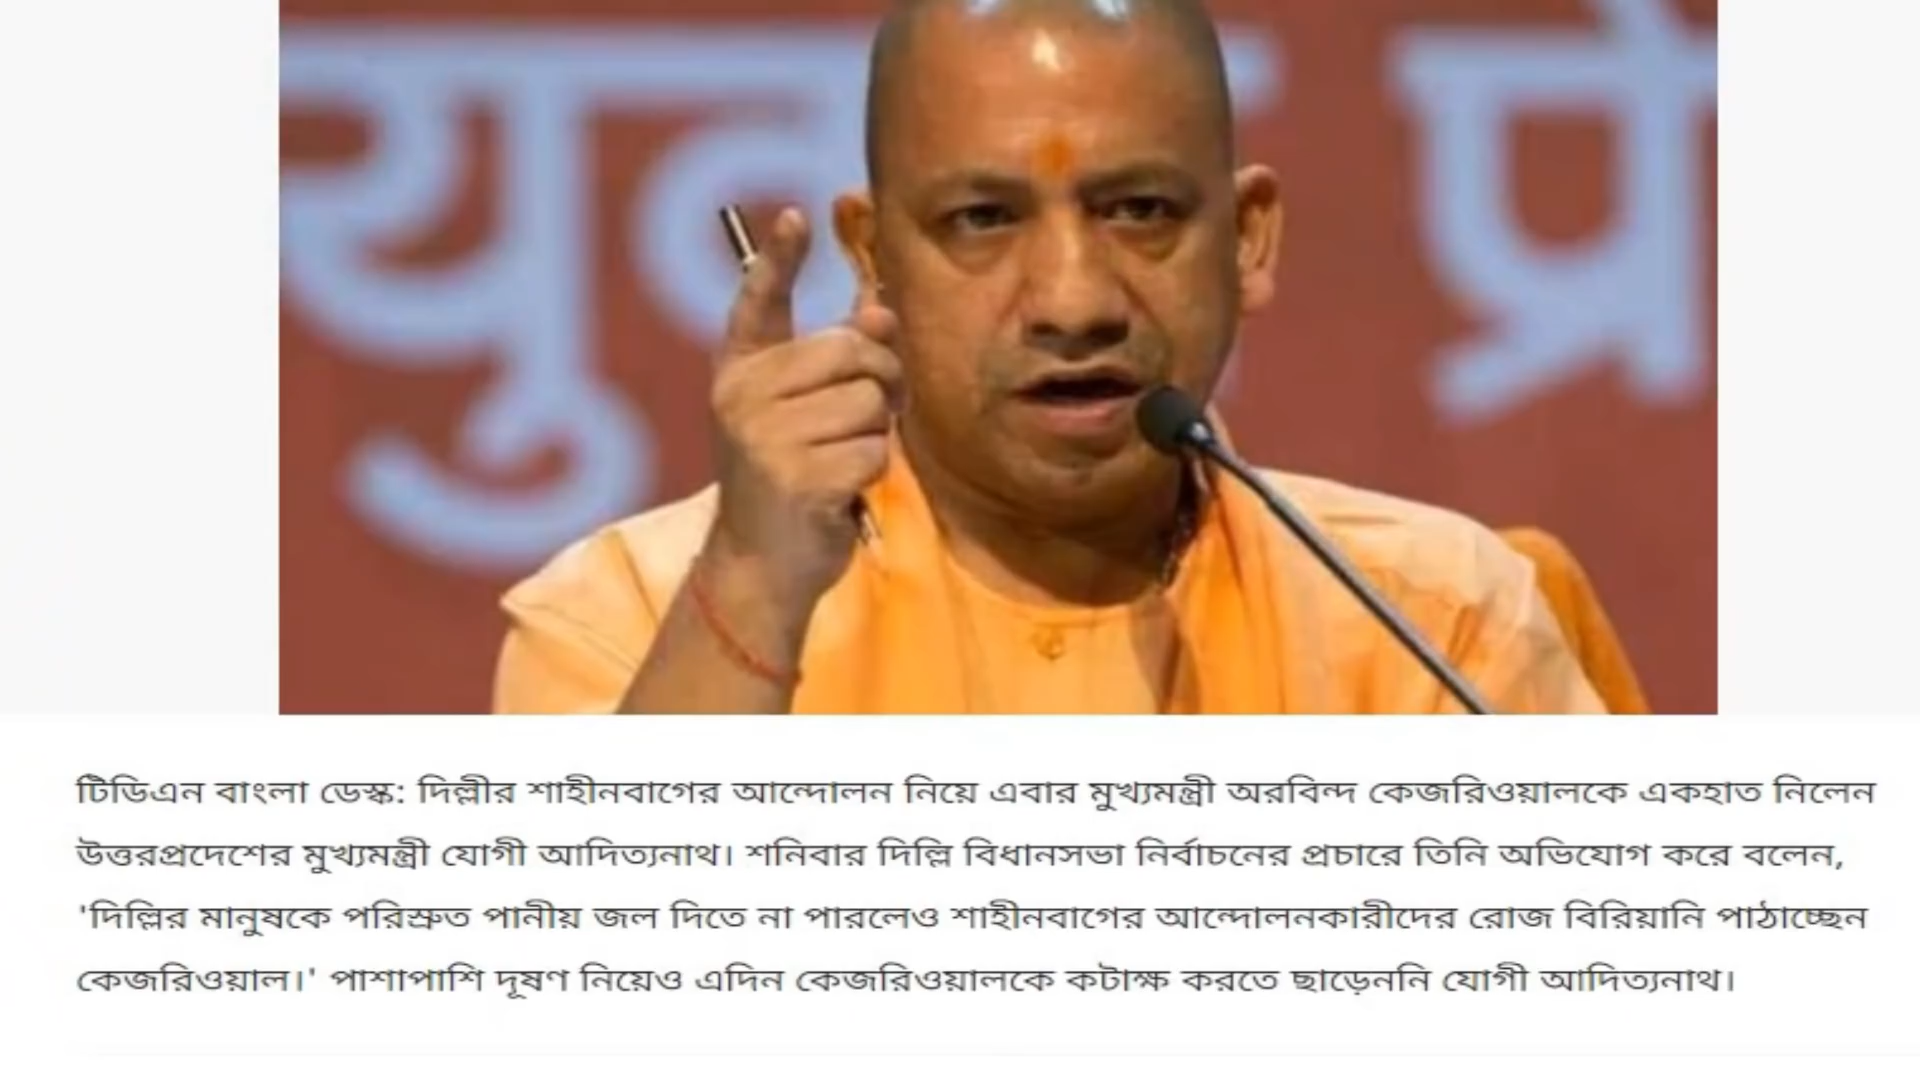 टिডিএন বাংলা ডেস্ক: দিল্লীর শাহীনবাগের আন্দোলন নিয়ে এবার মুখ্যমন্ত্রী অরবিন্দ কেজরিওয়ালকে একহাত নিলেন
উত্তরপ্রদেশের মুখ্যমন্ত্রী যোগী আদিত্যনাথ। শনিবার দিল্লি বিধানসভা নির্বাচনের প্রচারে তিনি অভিযোগ করে বলেন,
'দিল্লির মানুষকে পরিস্রুত পানীয় জল দিতে না পারলেও শাহীনবাগের আন্দোলনকারীদের রোজ বিরিয়ানি পাঠাচ্ছেন
কেজরিওয়াল।' পাশাপাশি দূষণ নিয়েও এদিন কেজরিওয়ালকে কটাক্ষ করতে ছাড়েননি যোগী আদিত্যনাথ।